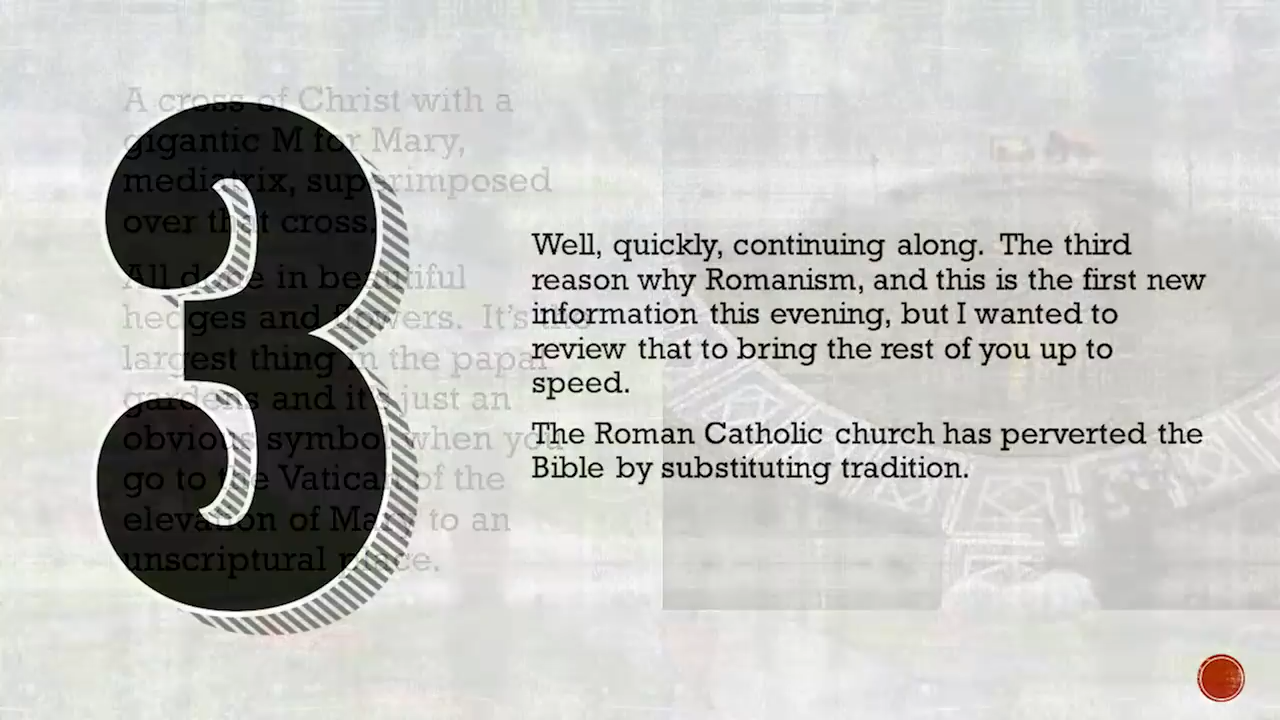 A cross of Christ with a
gigantic M for Mary,
mediatrix, superimposed
over that cross.
All done in beautiful
hedges and flowers. It's the
largest thing in the papal
gardens and it's just an
obvious symbol when you
go to the Vatican of the
elevation of Mary to an
unscriptural place.
3
Well, quickly, continuing along. The third
reason why Romanism, and this is the first new
information this evening, but I wanted to
review that to bring the rest of you up to
speed.
The Roman Catholic church has perverted the
Bible by substituting tradition.